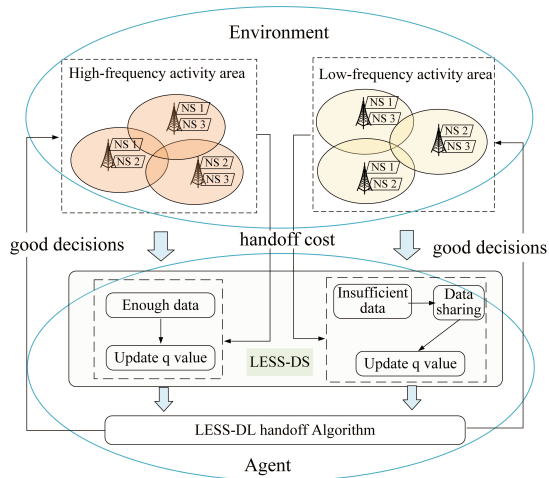 Environment
High-frequency activity area
Low-frequency activity area
NS 1
NS 3
NS 1
NS 2
NS 2
NS 3
NS 1
NS 3
NS 2
NS 3
NS 1
NS 2
good decisions
handoff cost
good decisions
Enough data
Update q value
LESS-DS
Insufficient
data
Data
sharing
Update q value
LESS-DL handoff Algorithm
Agent